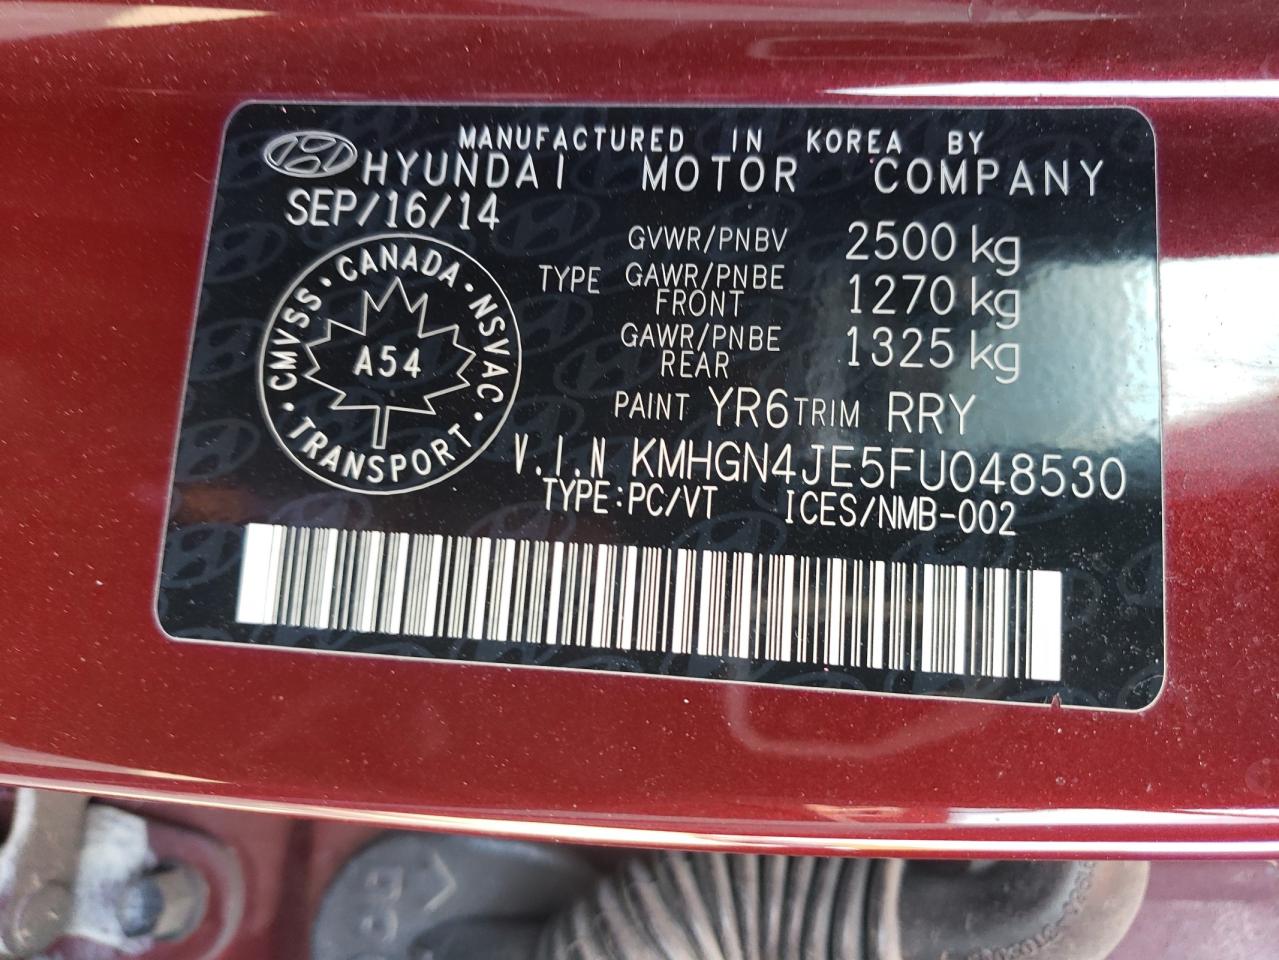 MANUFACTURED IN KOREA BY
HYUNDAI MOTOR COMPANY
SEP/16/14
GVWR/PNBV 2500 kg
TYPE GAWR/PNBE FRONT 1270 kg
GAWR/PNBE REAR 1325 kg
PAINT YR6 TRIM RRY
V.I.N KMHGN4JE5FU048530
TYPE:PC/VT ICES/NMB-002
· CANADA · NSVAC · TRANSPORT · CMVSS
A54